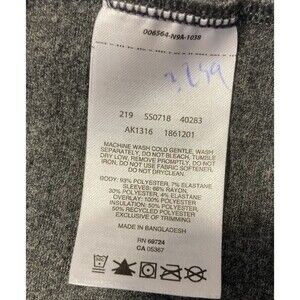 006564-N9A-1038
219 550718 40283
AK1316 1861201
MACHINE WASH COLD GENTLE, WASH
SEPARATELY, DO NOT BLEACH, TUMBLE
DRY LOW, REMOVE PROMPTLY, DO NOT
IRON. DO NOT USE FABRIC SOFTENER.
DO NOT DRYCLEAN.
BODY: 93% POLYESTER, 7% ELASTANE
SLEEVES: 66% RAYON,
30% POLYESTER, 4% ELASTANE
OVERLAY: 100% POLYESTER
INSULATION: 50% POLYESTER,
50% RECYCLED POLYESTER
EXCLUSIVE OF TRIMMING.
MADE IN BANGLADESH
RN 69724
CA 05367